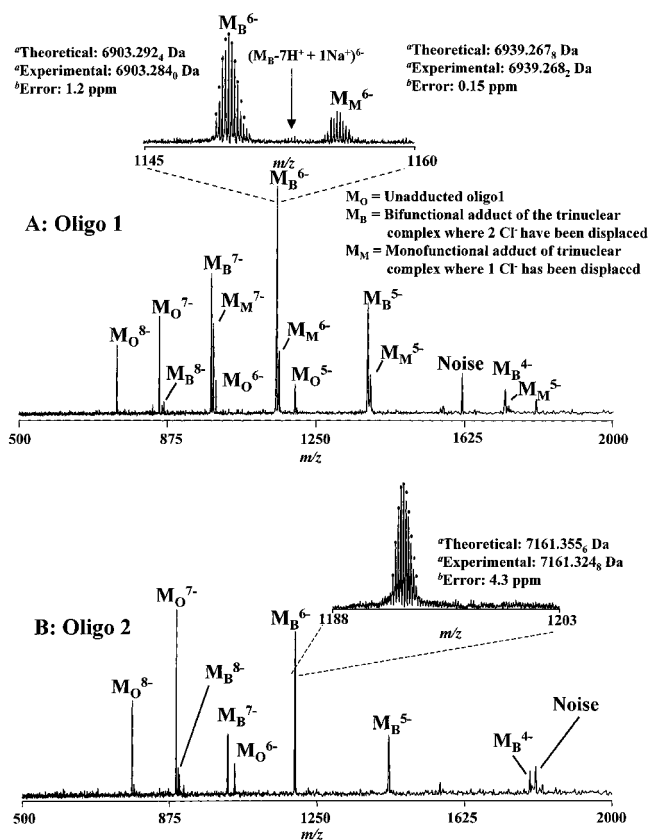 M_B^6-
^aTheoretical: 6903.292_4 Da
^aExperimental: 6903.284_0 Da
^bError: 1.2 ppm
(M_B-7H^+ + 1Na^+)^6-
^aTheoretical: 6939.267_8 Da
^aExperimental: 6939.268_2 Da
^bError: 0.15 ppm
M_M^6-
1145
m/z
1160
M_B^6-
A: Oligo 1
M_O = Unadducted oligo1
M_B = Bifunctional adduct of the trinuclear
complex where 2 Cl^- have been displaced
M_M = Monofunctional adduct of trinuclear
complex where 1 Cl^- has been displaced
M_O^8-
M_O^7-
M_B^8-
M_B^7-
M_M^7-
M_O^6-
M_M^6-
M_O^5-
M_B^5-
M_M^5-
Noise
M_B^4-
M_M^5-
500
875
1250
1625
2000
m/z
B: Oligo 2
^aTheoretical: 7161.355_6 Da
^aExperimental: 7161.324_8 Da
^bError: 4.3 ppm
1188
m/z
1203
M_O^8-
M_O^7-
M_B^8-
M_B^7-
M_O^6-
M_B^6-
M_B^5-
M_B^4-
Noise
500
875
1250
1625
2000
m/z